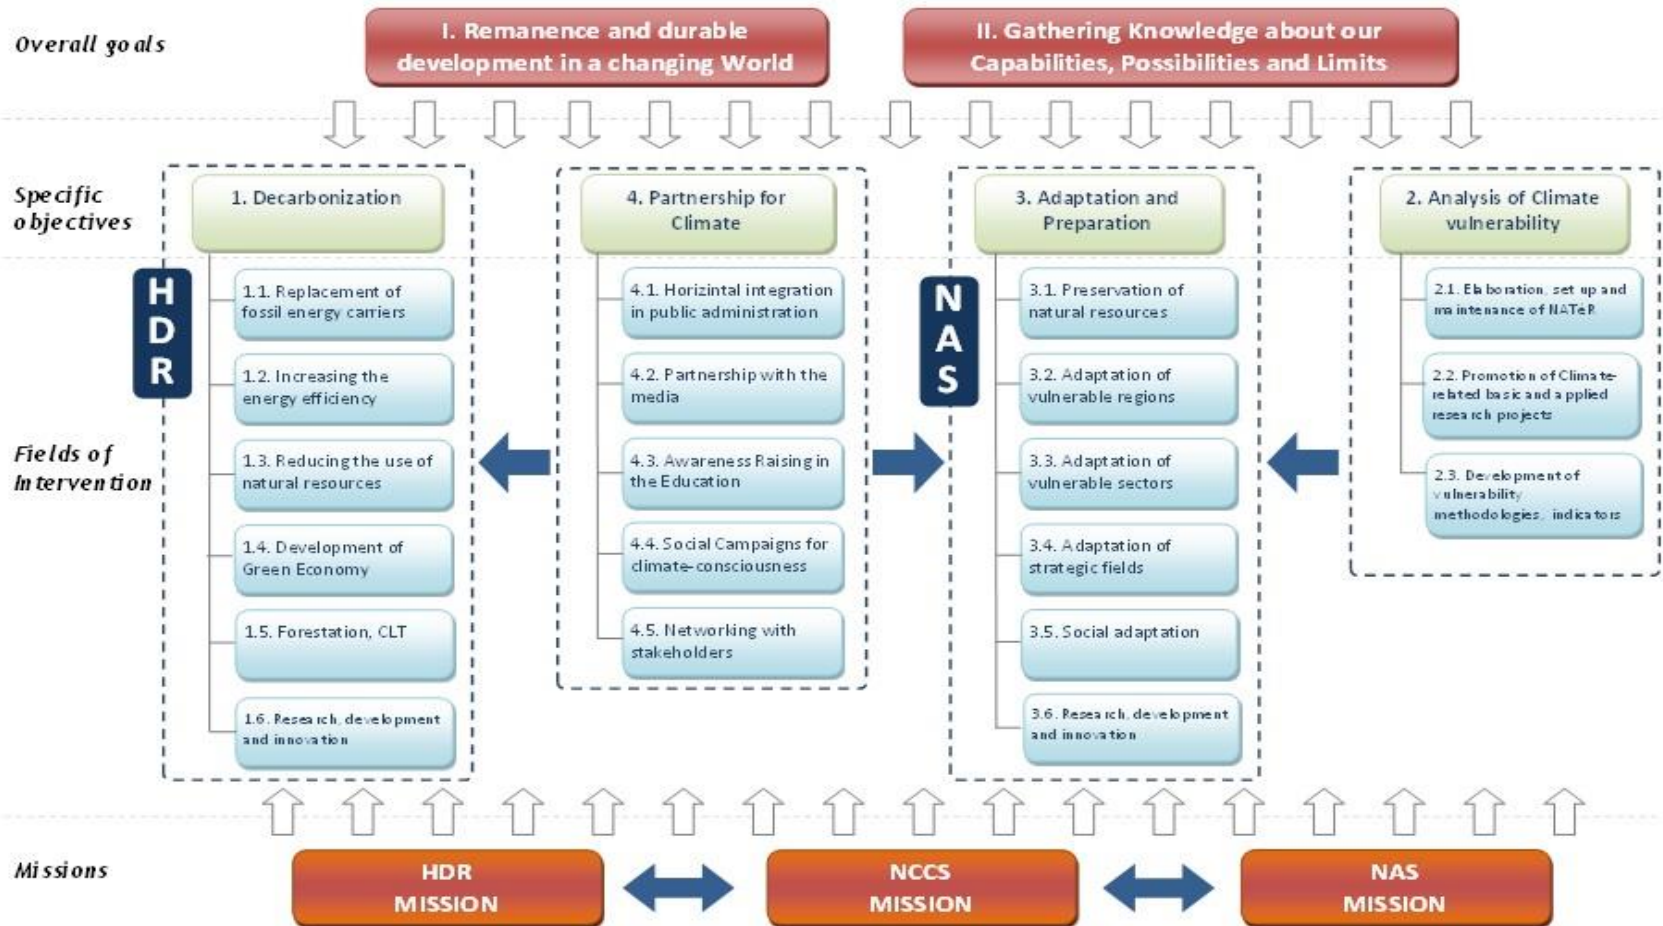 Overall goals
I. Remanence and durable
development in a changing World
II. Gathering Knowledge about our
Capabilities, Possibilities and Limits
Specific
objectives
1. Decarbonization
4. Partnership for
Climate
3. Adaptation and
Preparation
2. Analysis of Climate
vulnerability
Fields of
Intervention
H
D
R
1.1. Replacement of
fossil energy carriers
1.2. Increasing the
energy efficiency
1.3. Reducing the use of
natural resources
1.4. Development of
Green Economy
1.5. Forestation, CLT
1.6. Research, development
and innovation
4.1. Horizintal integration
in public administration
4.2. Partnership with the
media
4.3. Awareness Raising in
the Education
4.4. Social Campaigns for
climate-consciousness
4.5. Networking with
stakeholders
N
A
S
3.1. Preservation of
natural resources
3.2. Adaptation of
vulnerable regions
3.3. Adaptation of
vulnerable sectors
3.4. Adaptation of
strategic fields
3.5. Social adaptation
3.6. Research, development
and innovation
2.1. Elaboration, set up and
maintenance of NATéR
2.2. Promotion of Climate-
related basic and applied
research projects
2.3. Development of
vulnerability
methodologies, indicators
Missions
HDR
MISSION
NCCS
MISSION
NAS
MISSION